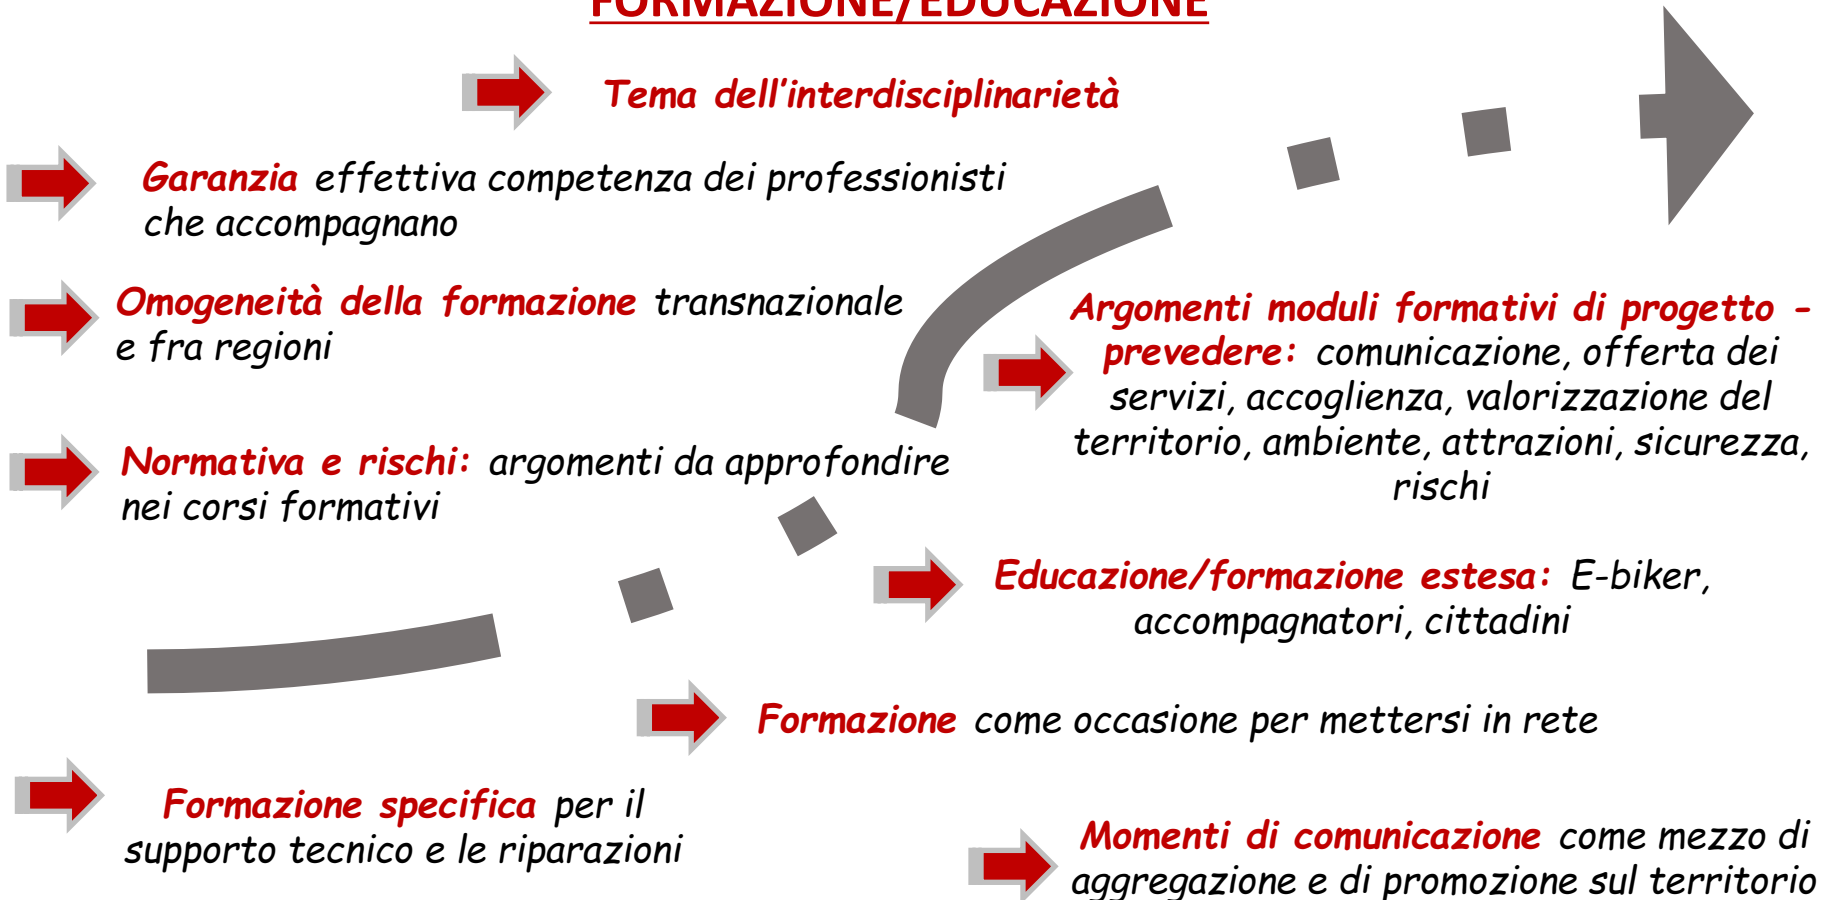 FORMAZIONE/EDUCAZIONE
Tema dell'interdisciplinarietà
Garanzia effettiva competenza dei professionisti
che accompagnano
Omogeneità della formazione transnazionale
e fra regioni
Normativa e rischi: argomenti da approfondire
nei corsi formativi
Argomenti moduli formativi di progetto -
prevedere: comunicazione, offerta dei
servizi, accoglienza, valorizzazione del
territorio, ambiente, attrazioni, sicurezza,
rischi
Educazione/formazione estesa: E-biker,
accompagnatori, cittadini
Formazione come occasione per mettersi in rete
Formazione specifica per il
supporto tecnico e le riparazioni
Momenti di comunicazione come mezzo di
aggregazione e di promozione sul territorio